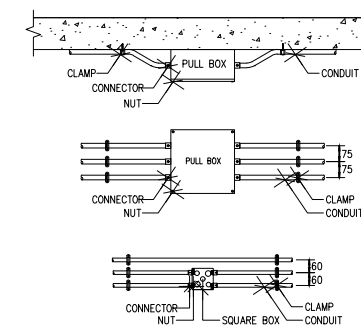 PULL BOX
CLAMP
CONDUIT
CONNECTOR
NUT
PULL BOX
75
75
CONNECTOR
CLAMP
NUT
CONDUIT
60
60
CONNECTOR
CLAMP
NUT
SQUARE BOX
CONDUIT